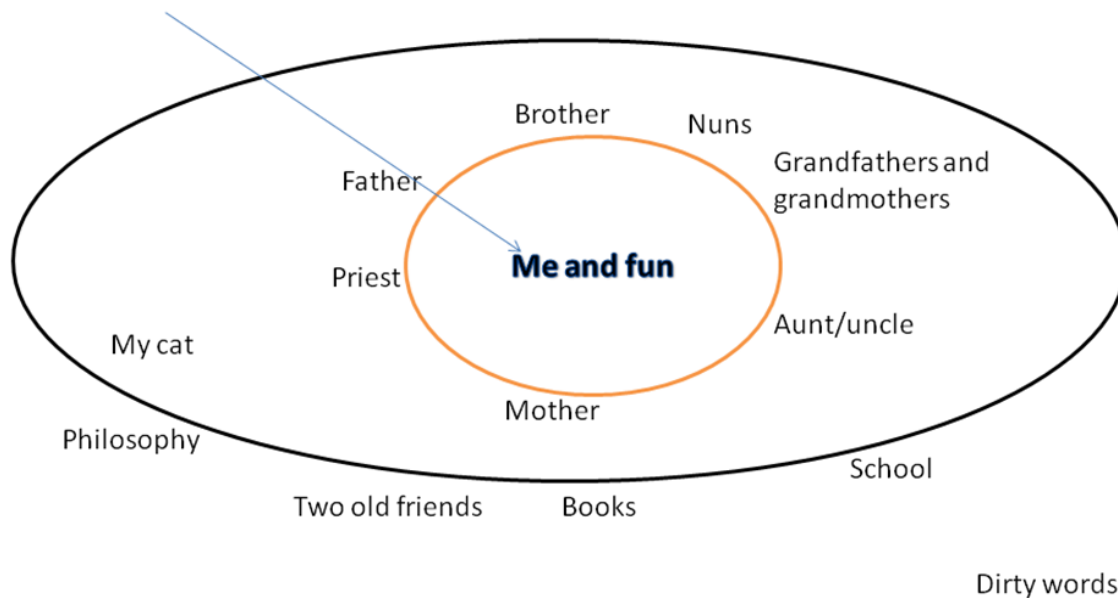 Brother
Nuns
Grandfathers and
grandmothers
Father
Me and fun
Priest
Aunt/uncle
My cat
Mother
Philosophy
School
Two old friends
Books
Dirty words